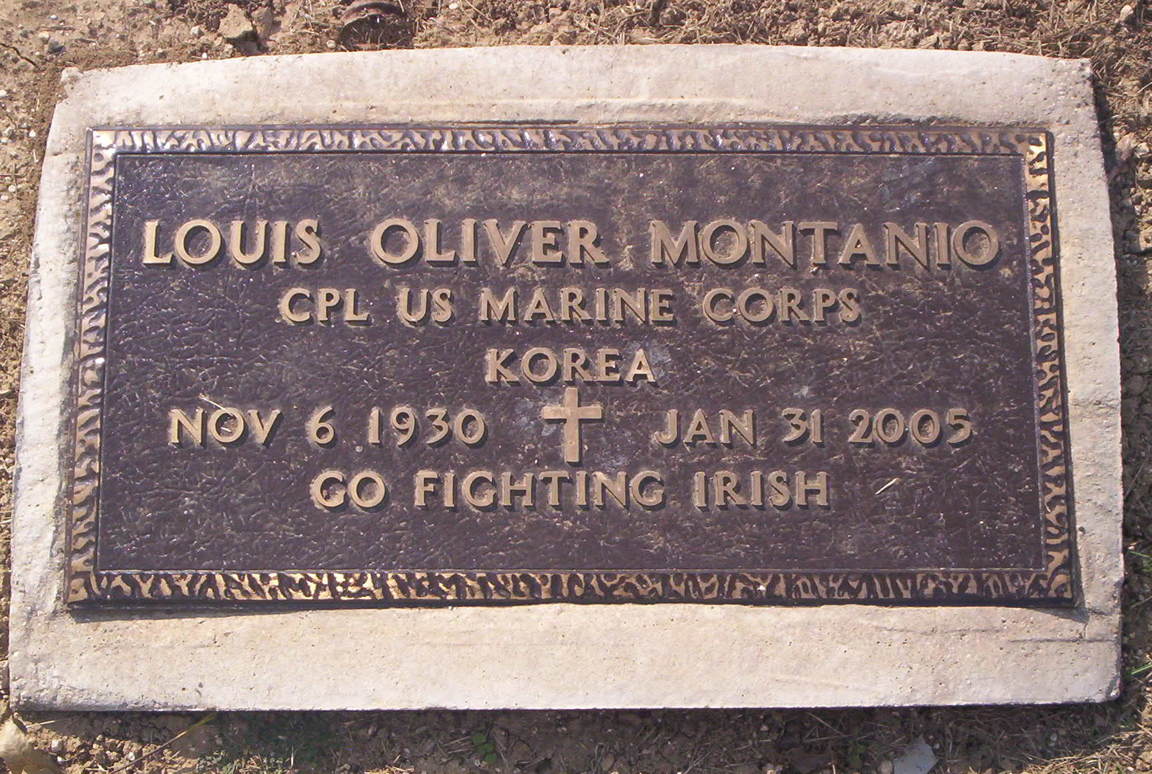 LOUIS OLIVER MONTANIO
CPL US MARINE CORPS
KOREA
NOV 6 1930 JAN 31 2005
GO FIGHTING IRISH